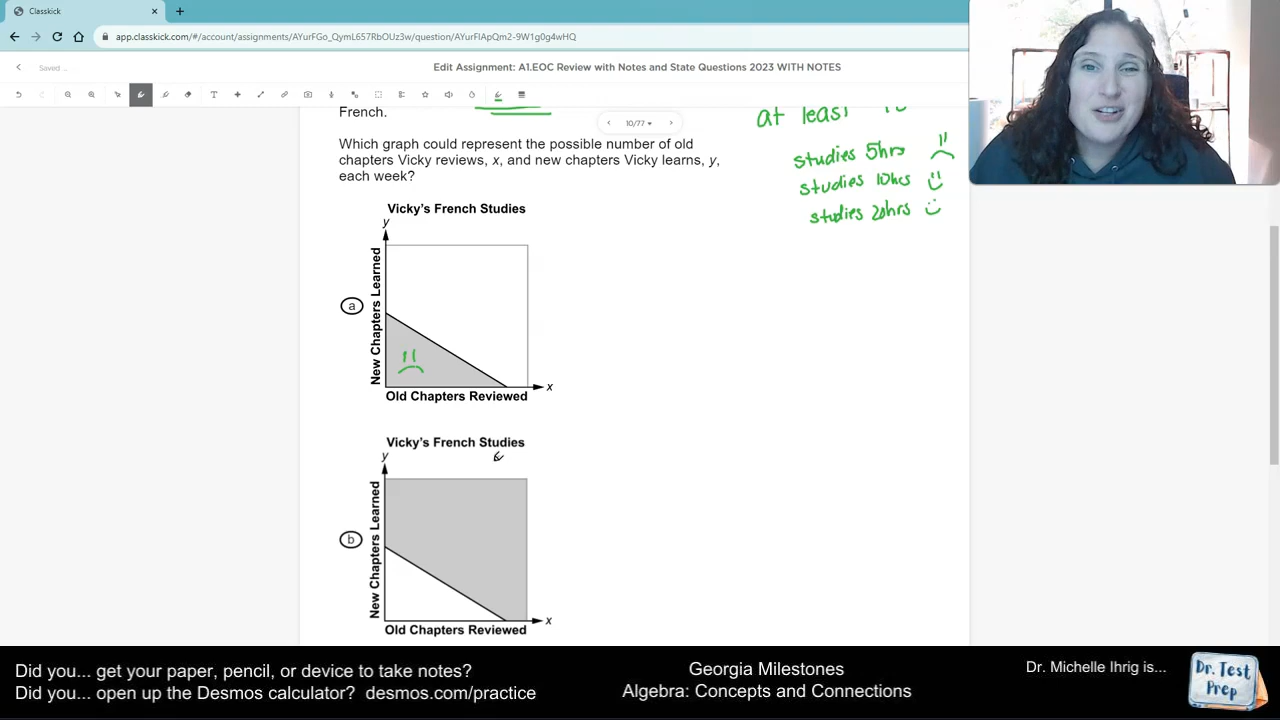 Classkick
app.classkick.com/#/account/assignments/AYurFGo_QymL657RbOUz3w/question/AYurFIApQm2-9W1g0g4wHQ
Saved ...
Edit Assignment: A1.EOC Review with Notes and State Questions 2023 WITH NOTES
10/77
French.
at least
Which graph could represent the possible number of old
chapters Vicky reviews, x, and new chapters Vicky learns, y,
each week?
studies 5hrs
studies 10hrs
studies 20hrs
Vicky's French Studies
y
New Chapters Learned
a
x
Old Chapters Reviewed
Vicky's French Studies
y
New Chapters Learned
b
x
Old Chapters Reviewed
Did you... get your paper, pencil, or device to take notes?
Did you... open up the Desmos calculator? desmos.com/practice
Georgia Milestones
Algebra: Concepts and Connections
Dr. Michelle Ihrig is...
Dr. Test
Prep